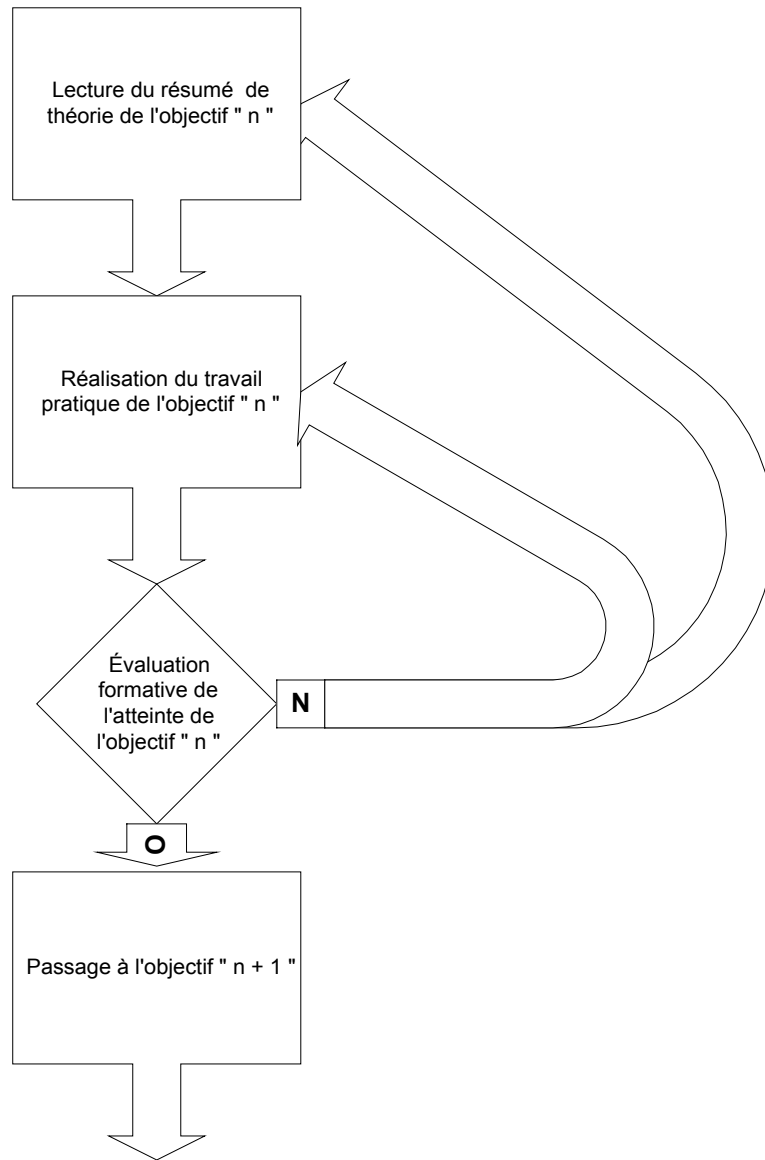 Lecture du résumé de
théorie de l'objectif " n "
Réalisation du travail
pratique de l'objectif " n "
Évaluation
formative de
l'atteinte de
l'objectif " n "
N
O
Passage à l'objectif " n + 1 "